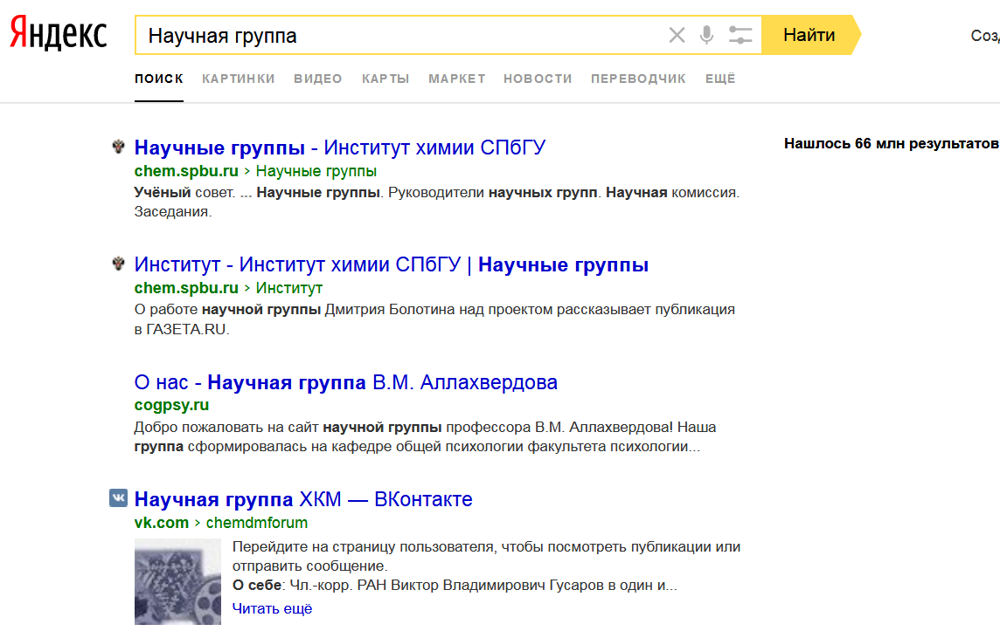 Яндекс
Научная группа
Найти
Соз
ПОИСК КАРТИНКИ ВИДЕО КАРТЫ МАРКЕТ НОВОСТИ ПЕРЕВОДЧИК ЕЩЁ
Научные группы - Институт химии СПбГУ
Нашлось 66 млн результатов
chem.spbu.ru › Научные группы
Учёный совет. ... Научные группы. Руководители научных групп. Научная комиссия.
Заседания.
Институт - Институт химии СПбГУ | Научные группы
chem.spbu.ru › Институт
О работе научной группы Дмитрия Болотина над проектом рассказывает публикация
в ГАЗЕТА.RU.
О нас - Научная группа В.М. Аллахвердова
cogpsy.ru
Добро пожаловать на сайт научной группы профессора В.М. Аллахвердова! Наша
группа сформировалась на кафедре общей психологии факультета психологии...
Научная группа ХКМ — ВКонтакте
vk.com › chemdmforum
Перейдите на страницу пользователя, чтобы посмотреть публикации или
отправить сообщение.
О себе: Чл.-корр. РАН Виктор Владимирович Гусаров в один и...
Читать ещё